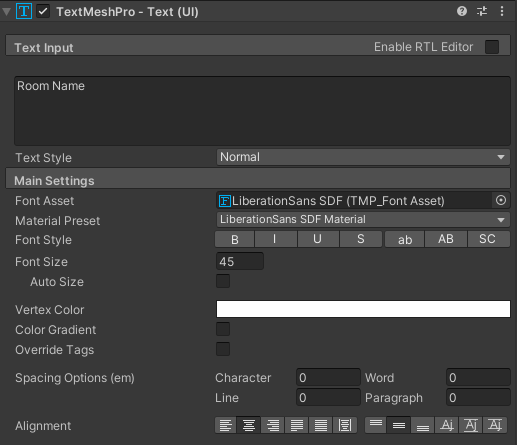 TextMeshPro - Text (UI)
Text Input Enable RTL Editor
Room Name
Text Style Normal
Main Settings
Font Asset LiberationSans SDF (TMP_Font Asset)
Material Preset LiberationSans SDF Material
Font Style B I U S ab AB SC
Font Size 45
Auto Size
Vertex Color
Color Gradient
Override Tags
Spacing Options (em) Character 0 Word 0
Line 0 Paragraph 0
Alignment